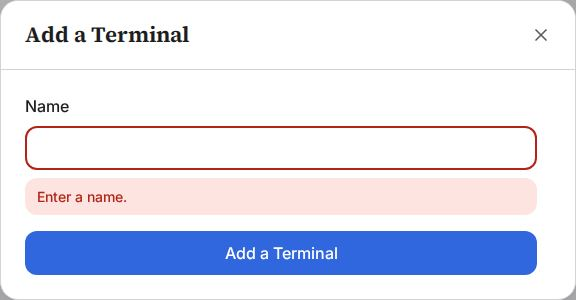 Add a Terminal
Name
Enter a name.
Add a Terminal